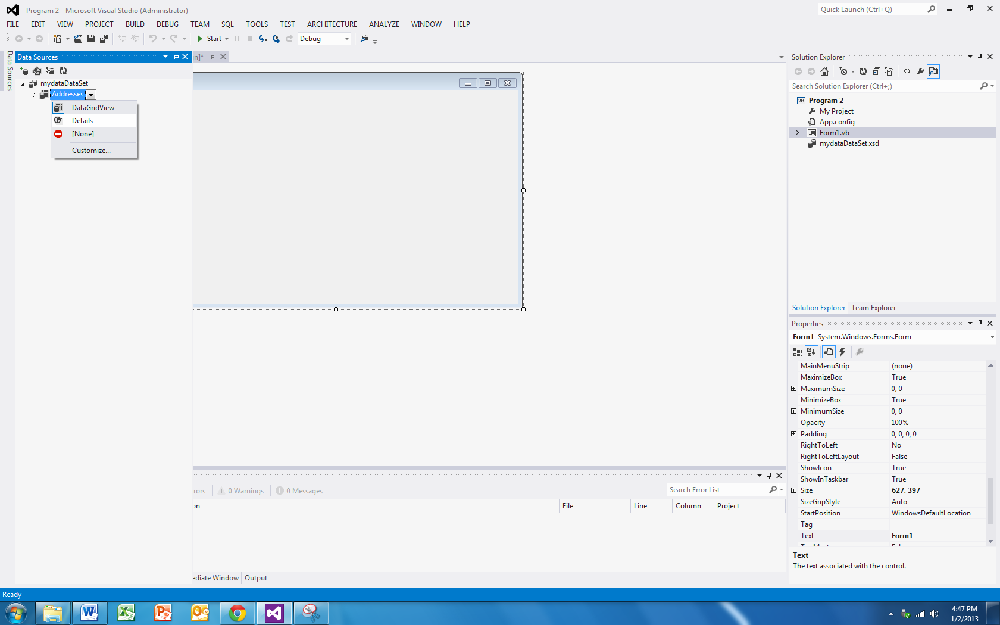 Program 2 - Microsoft Visual Studio (Administrator)
Quick Launch (Ctrl+Q)
FILE EDIT VIEW PROJECT BUILD DEBUG TEAM SQL TOOLS TEST ARCHITECTURE ANALYZE WINDOW HELP
Start Debug
Data Sources
Data Sources
n]*
mydataDataSet
Addresses
DataGridView
Details
[None]
Customize...
Solution Explorer
Search Solution Explorer (Ctrl+;)
VB Program 2
My Project
App.config
Form1.vb
mydataDataSet.xsd
Solution Explorer Team Explorer
Properties
Form1 System.Windows.Forms.Form
MainMenuStrip (none)
MaximizeBox True
MaximumSize 0, 0
MinimizeBox True
MinimumSize 0, 0
Opacity 100%
Padding 0, 0, 0, 0
RightToLeft No
RightToLeftLayout False
ShowIcon True
ShowInTaskbar True
Size 627, 397
SizeGripStyle Auto
StartPosition WindowsDefaultLocation
Tag
Text Form1
TopMost False
Text
The text associated with the control.
rors 0 Warnings 0 Messages
Search Error List
on File Line Column Project
ediate Window Output
Ready
4:47 PM
1/2/2013